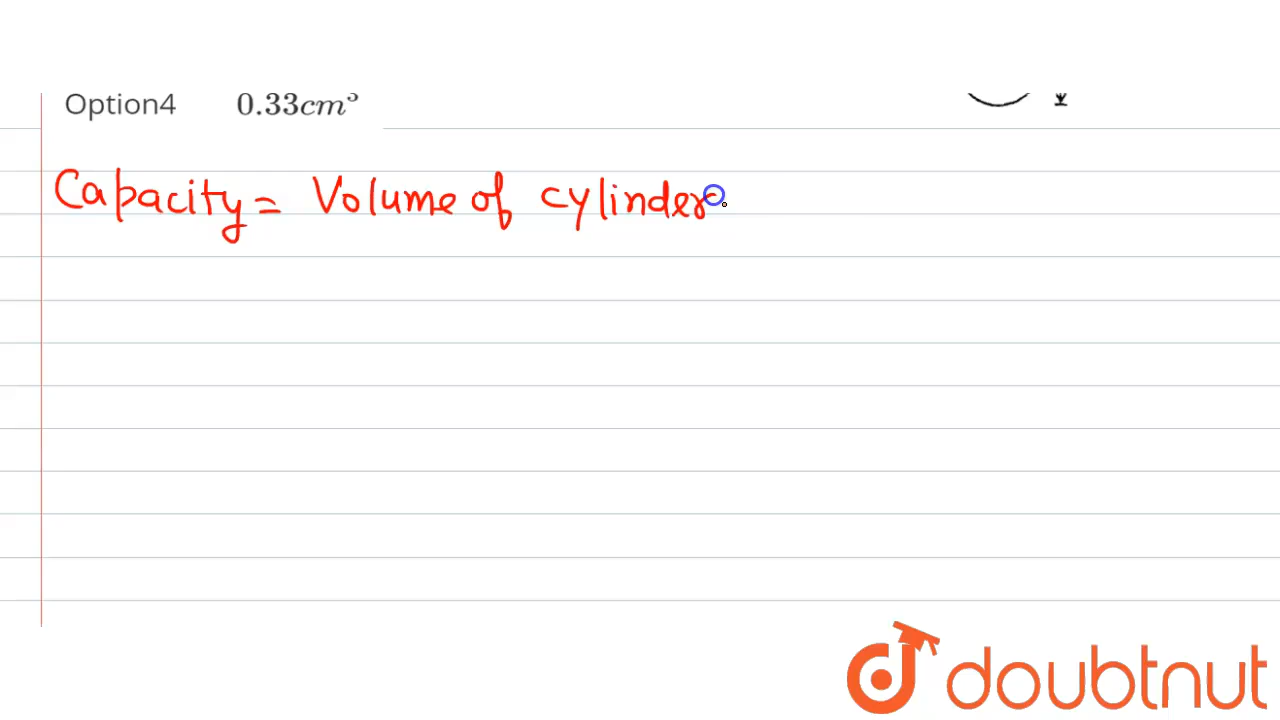 Option4 0.33cm³
Capacity = Volume of cylinder
doubtnut